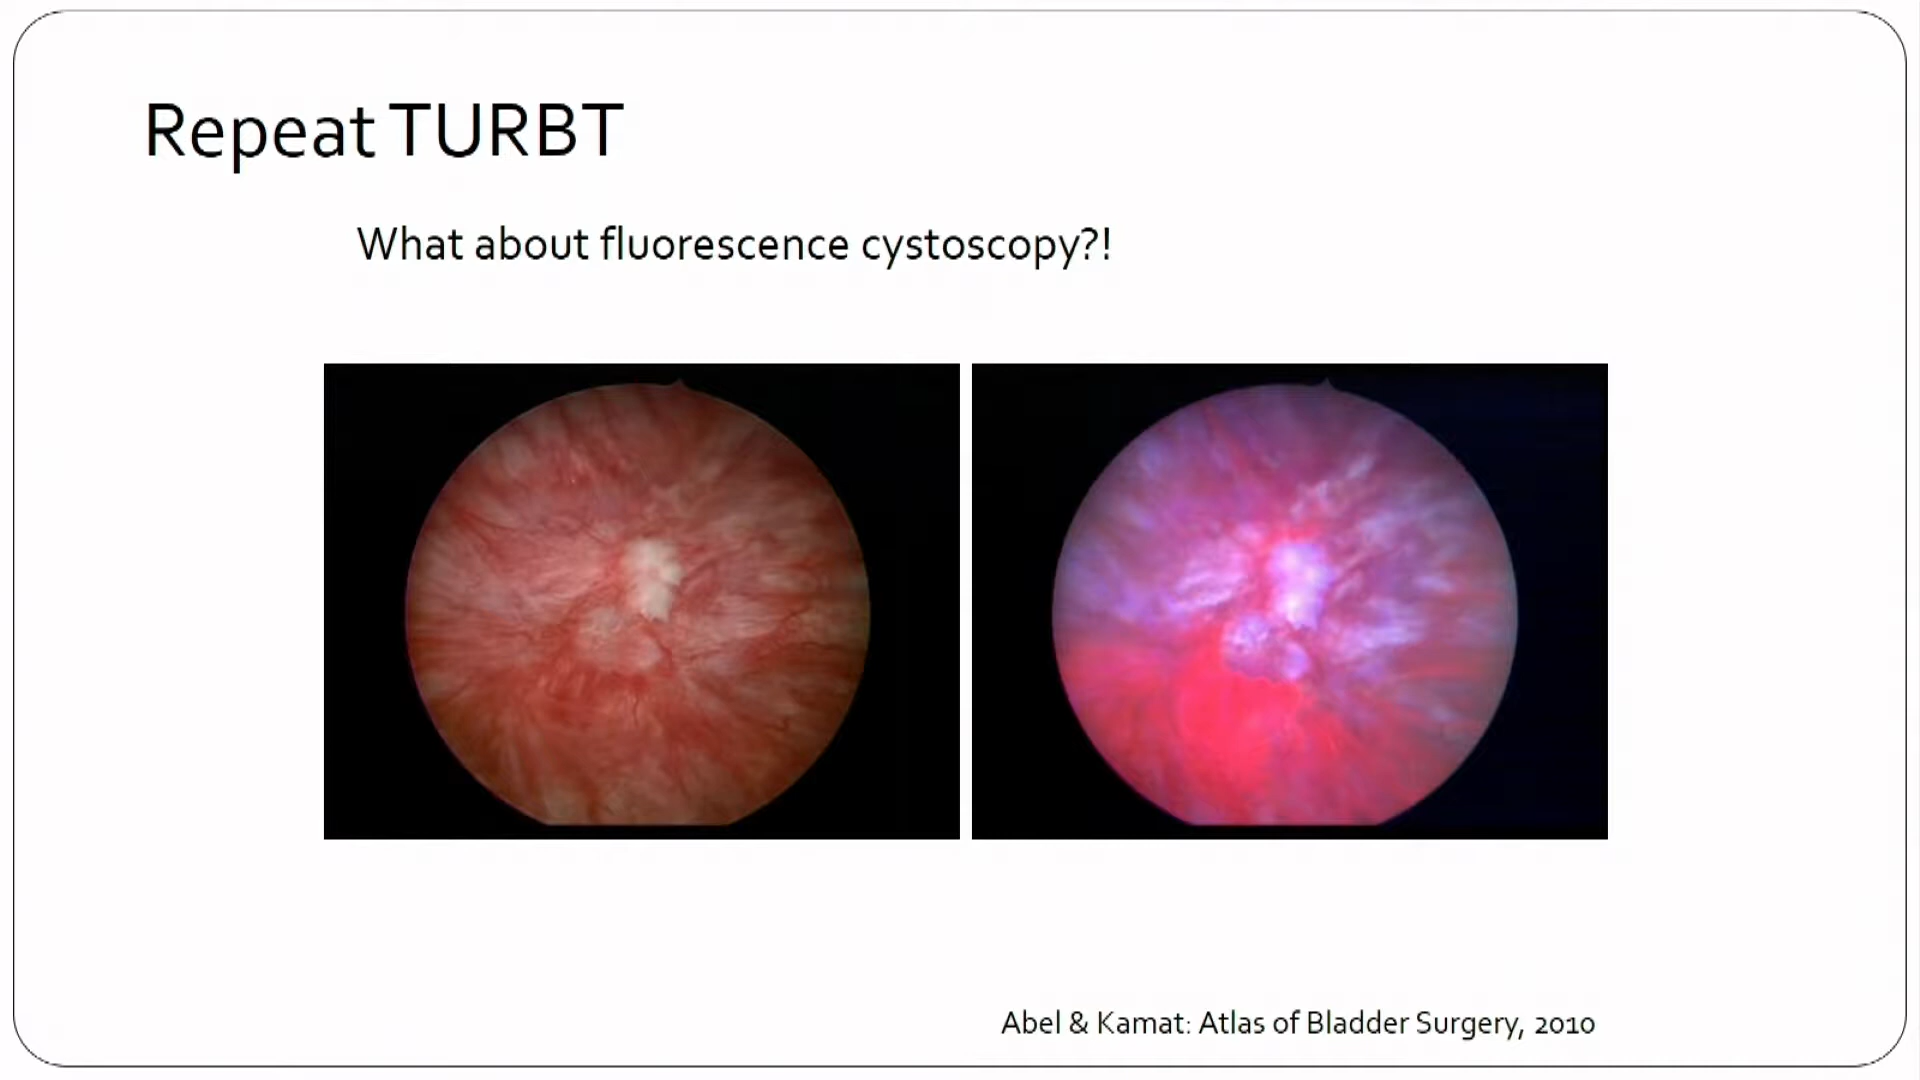 Repeat TURBT
What about fluorescence cystoscopy?!
Abel & Kamat: Atlas of Bladder Surgery, 2010